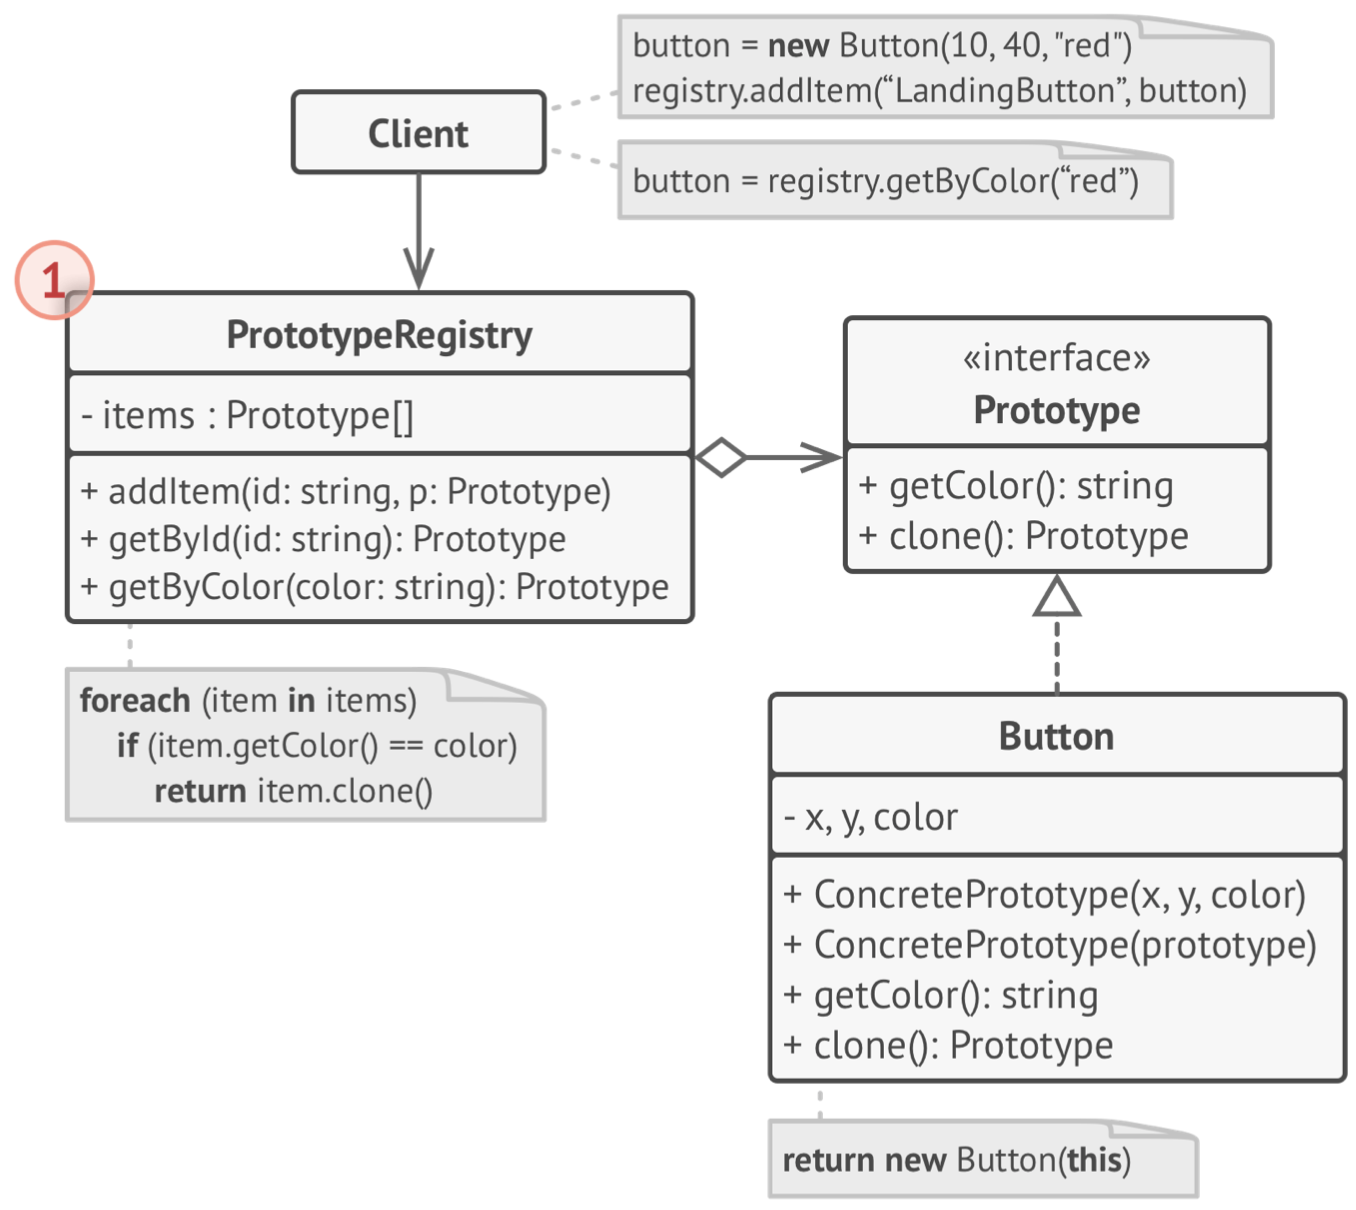 button = new Button(10, 40, "red")
registry.addItem(“LandingButton”, button)
Client
button = registry.getByColor(“red”)
1
PrototypeRegistry
- items : Prototype[]
+ addItem(id: string, p: Prototype)
+ getById(id: string): Prototype
+ getByColor(color: string): Prototype
«interface»
Prototype
+ getColor(): string
+ clone(): Prototype
foreach (item in items)
if (item.getColor() == color)
return item.clone()
Button
- x, y, color
+ ConcretePrototype(x, y, color)
+ ConcretePrototype(prototype)
+ getColor(): string
+ clone(): Prototype
return new Button(this)